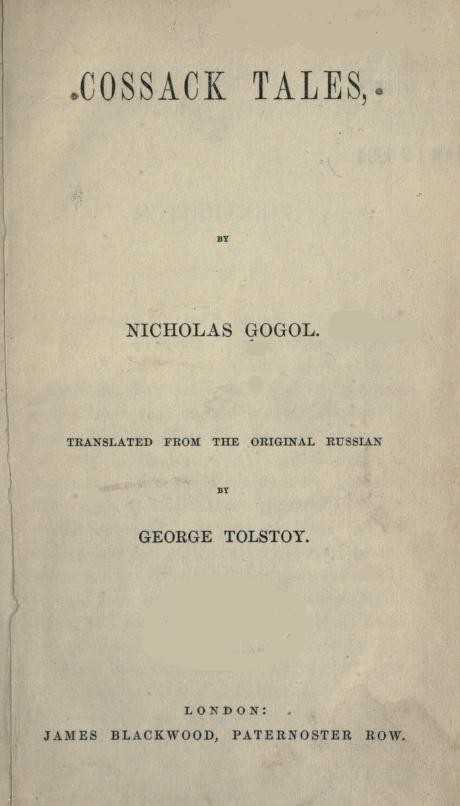 COSSACK TALES,
BY
NICHOLAS GOGOL.
TRANSLATED FROM THE ORIGINAL RUSSIAN
BY
GEORGE TOLSTOY.
LONDON:
JAMES BLACKWOOD, PATERNOSTER ROW.